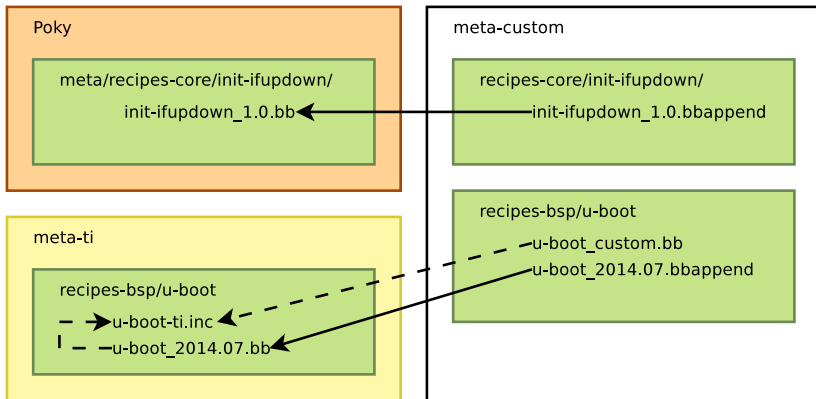 Poky
meta/recipes-core/init-ifupdown/
init-ifupdown_1.0.bb
meta-ti
recipes-bsp/u-boot
u-boot-ti.inc
u-boot_2014.07.bb
meta-custom
recipes-core/init-ifupdown/
init-ifupdown_1.0.bbappend
recipes-bsp/u-boot
u-boot_custom.bb
u-boot_2014.07.bbappend